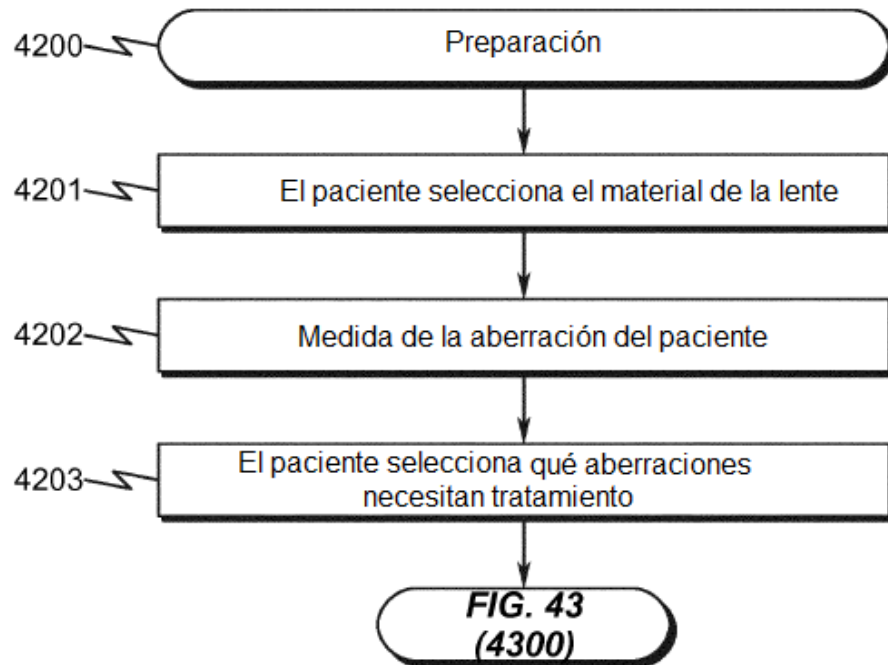 4200
Preparación
4201
El paciente selecciona el material de la lente
4202
Medida de la aberración del paciente
4203
El paciente selecciona qué aberraciones
necesitan tratamiento
FIG. 43
(4300)